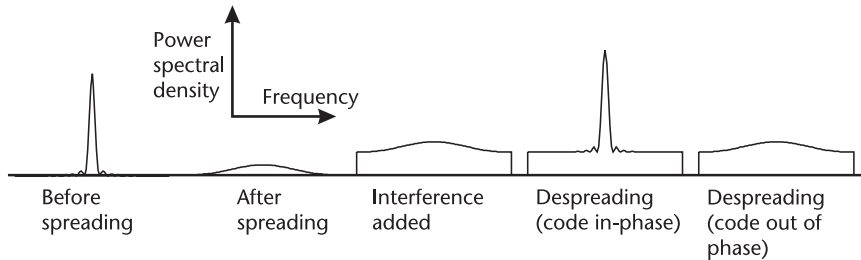 Power
spectral
density
Frequency
Before
spreading
After
spreading
Interference
added
Despreading
(code in-phase)
Despreading
(code out of
phase)